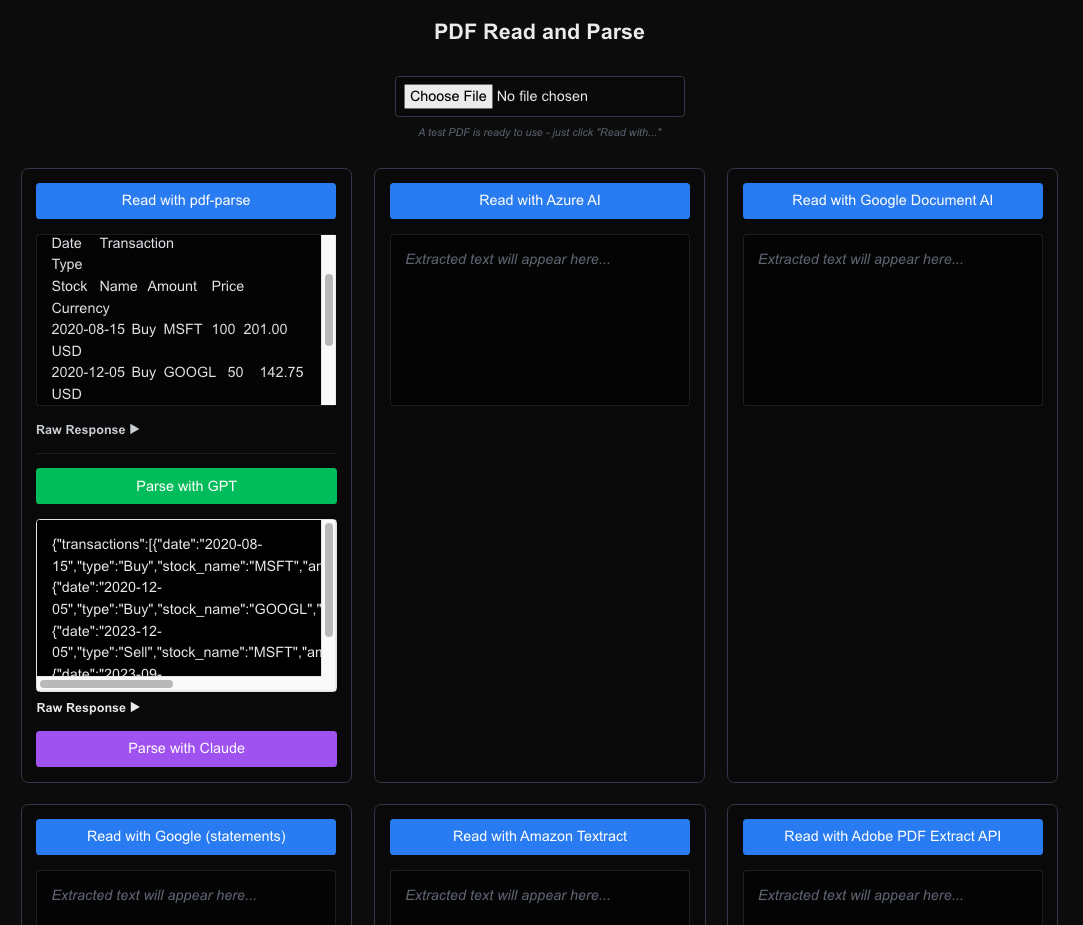 PDF Read and Parse
Choose File No file chosen
A test PDF is ready to use - just click "Read with..."
Read with pdf-parse
Date Transaction
Type
Stock Name Amount Price
Currency
2020-08-15 Buy MSFT 100 201.00
USD
2020-12-05 Buy GOOGL 50 142.75
USD
Raw Response ▶
Parse with GPT
{"transactions":[{"date":"2020-08-
15","type":"Buy","stock_name":"MSFT","am
{"date":"2020-12-
05","type":"Buy","stock_name":"GOOGL","
{"date":"2023-12-
05","type":"Sell","stock_name":"MSFT","am
{"date":"2023-09-
Raw Response ▶
Parse with Claude
Read with Azure AI
Extracted text will appear here...
Read with Google Document AI
Extracted text will appear here...
Read with Google (statements)
Extracted text will appear here...
Read with Amazon Textract
Extracted text will appear here...
Read with Adobe PDF Extract API
Extracted text will appear here...